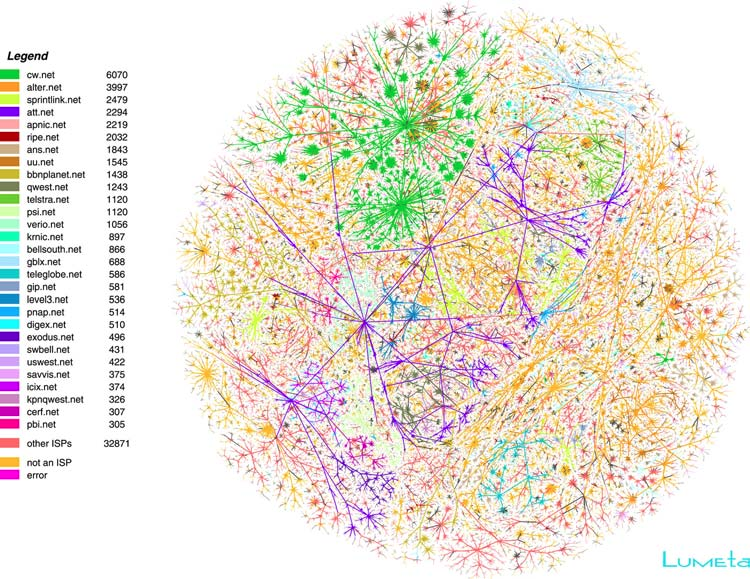 Legend
cw.net 6070
alter.net 3997
sprintlink.net 2479
att.net 2294
apnic.net 2219
ripe.net 2032
ans.net 1843
uu.net 1545
bbnplanet.net 1438
qwest.net 1243
telstra.net 1120
psi.net 1120
verio.net 1056
krnic.net 897
bellsouth.net 866
gblx.net 688
teleglobe.net 586
gip.net 581
level3.net 536
pnap.net 514
digex.net 510
exodus.net 496
swbell.net 431
uswest.net 422
savvis.net 375
icix.net 374
kpnqwest.net 326
cerf.net 307
pbi.net 305
other ISPs 32871
not an ISP
error
Lumeta